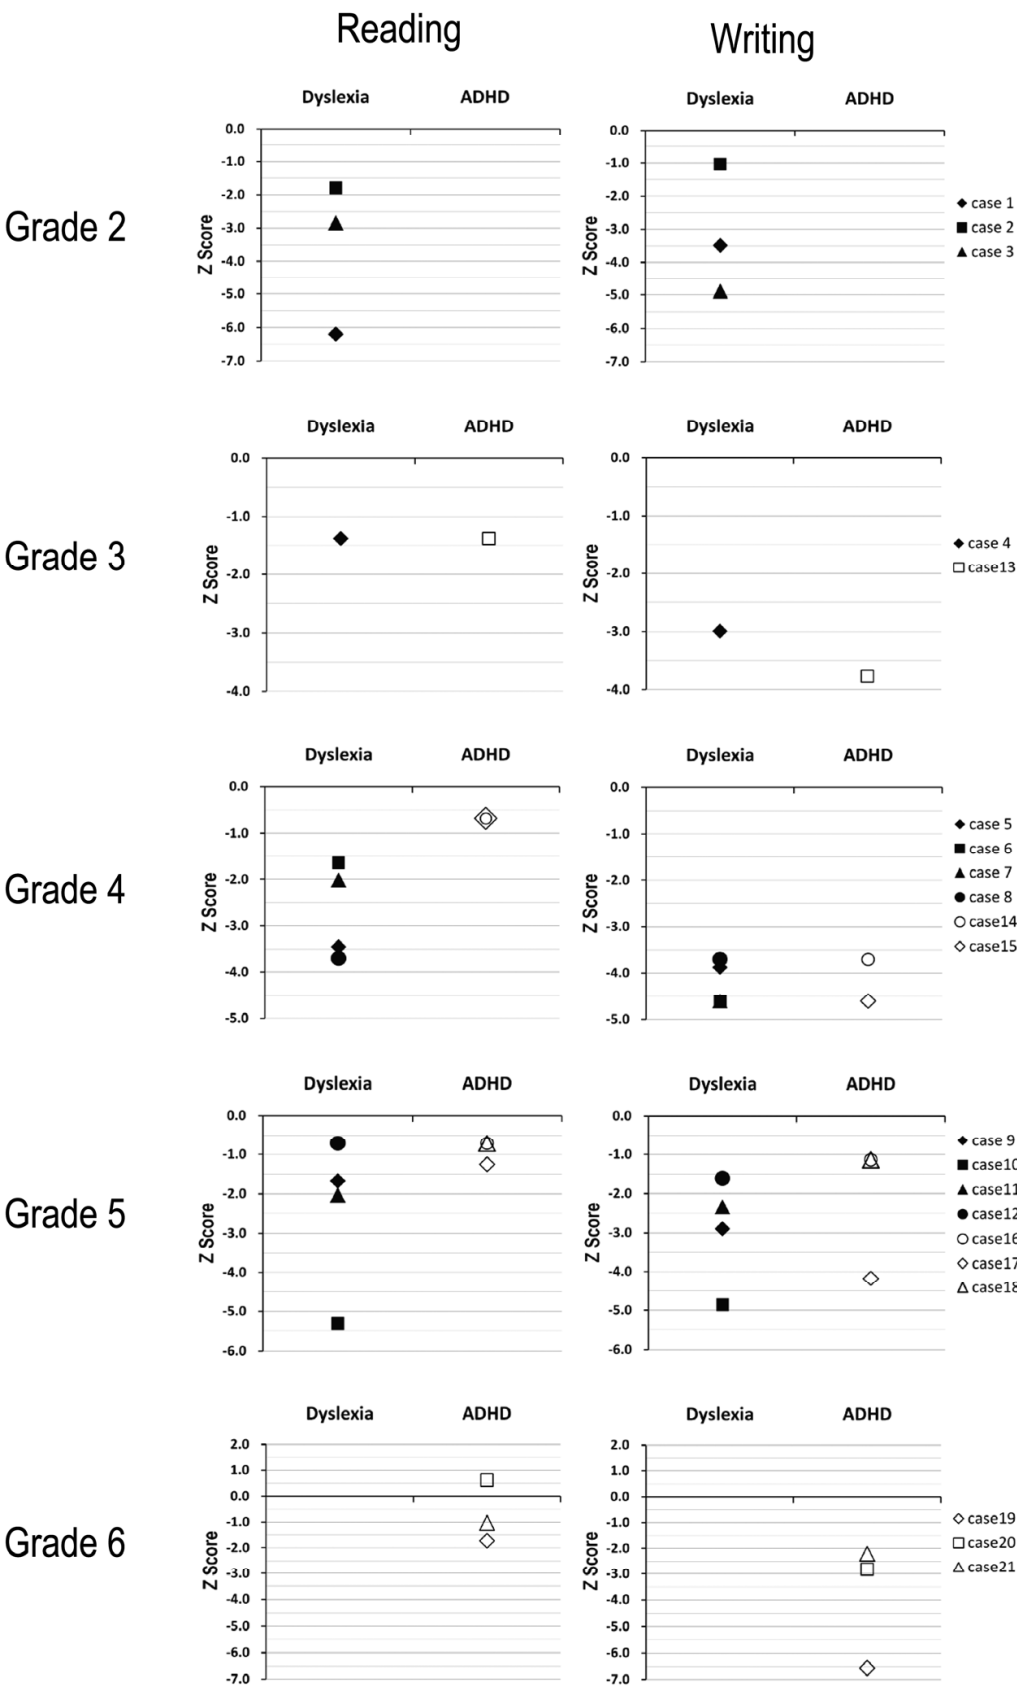 Reading Writing
Grade 2
Dyslexia ADHD
Z Score
0.0
-1.0
-2.0
-3.0
-4.0
-5.0
-6.0
-7.0
Dyslexia ADHD
Z Score
0.0
-1.0
-2.0
-3.0
-4.0
-5.0
-6.0
-7.0
case 1
case 2
case 3
Grade 3
Dyslexia ADHD
Z Score
0.0
-1.0
-2.0
-3.0
-4.0
Dyslexia ADHD
Z Score
0.0
-1.0
-2.0
-3.0
-4.0
case 4
case13
Grade 4
Dyslexia ADHD
Z Score
0.0
-1.0
-2.0
-3.0
-4.0
-5.0
Dyslexia ADHD
Z Score
0.0
-1.0
-2.0
-3.0
-4.0
-5.0
case 5
case 6
case 7
case 8
case14
case15
Grade 5
Dyslexia ADHD
Z Score
0.0
-1.0
-2.0
-3.0
-4.0
-5.0
-6.0
Dyslexia ADHD
Z Score
0.0
-1.0
-2.0
-3.0
-4.0
-5.0
-6.0
case 9
case10
case11
case12
case16
case17
case18
Grade 6
Dyslexia ADHD
Z Score
2.0
1.0
0.0
-1.0
-2.0
-3.0
-4.0
-5.0
-6.0
-7.0
Dyslexia ADHD
Z Score
2.0
1.0
0.0
-1.0
-2.0
-3.0
-4.0
-5.0
-6.0
-7.0
case19
case20
case21